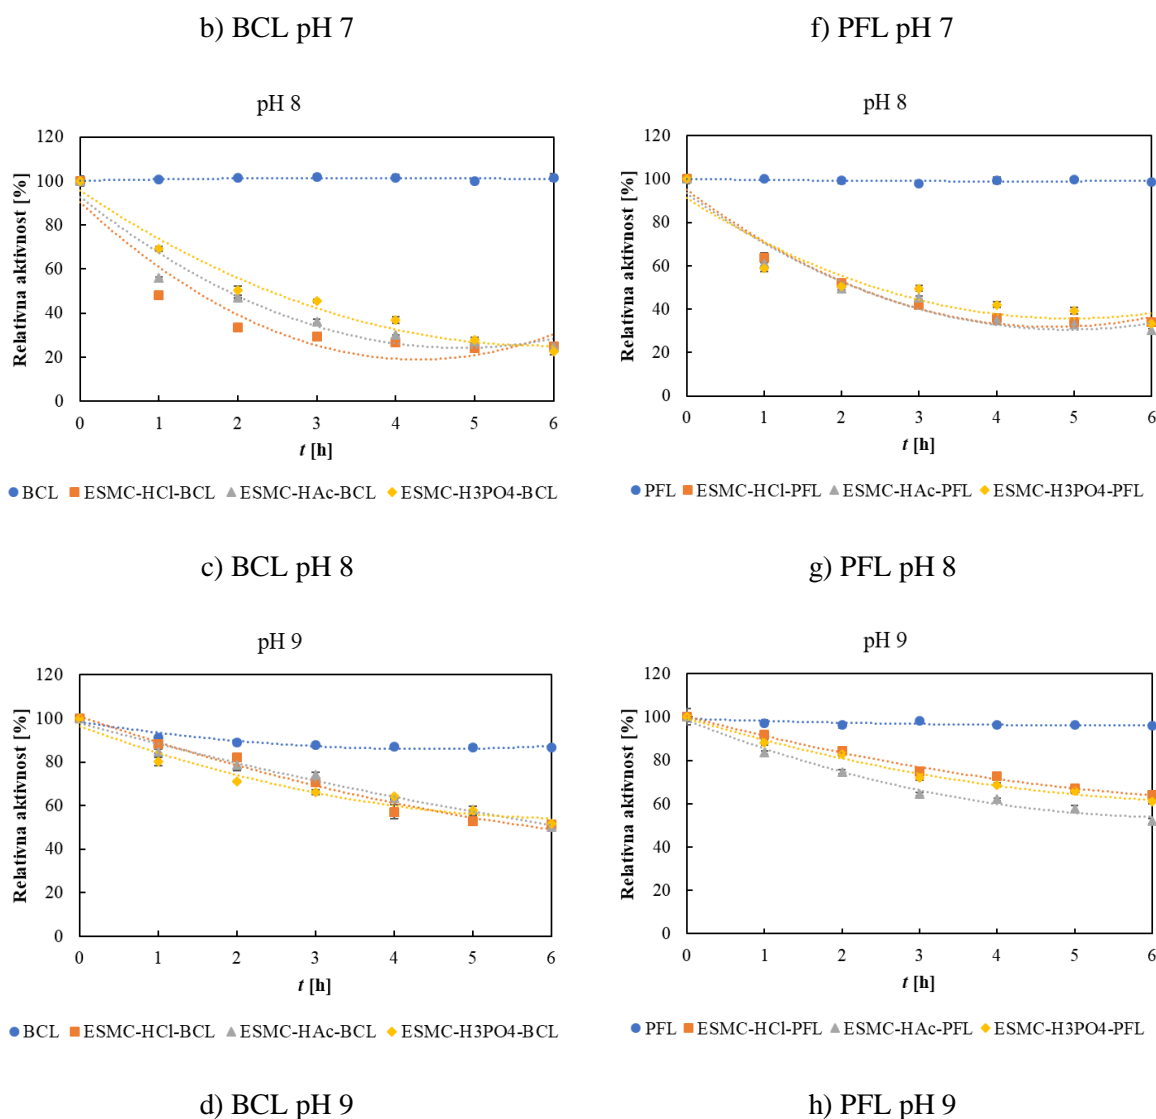 b) BCL pH 7
f) PFL pH 7
pH 8
Relativna aktivnost [%]
120
100
80
60
40
20
0
0 1 2 3 4 5 6
t [h]
BCL ESMC-HCl-BCL ESMC-HAc-BCL ESMC-H3PO4-BCL
pH 8
Relativna aktivnost [%]
120
100
80
60
40
20
0
0 1 2 3 4 5 6
t [h]
PFL ESMC-HCl-PFL ESMC-HAc-PFL ESMC-H3PO4-PFL
c) BCL pH 8
g) PFL pH 8
pH 9
Relativna aktivnost [%]
120
100
80
60
40
20
0
0 1 2 3 4 5 6
t [h]
BCL ESMC-HCl-BCL ESMC-HAc-BCL ESMC-H3PO4-BCL
pH 9
Relativna aktivnost [%]
120
100
80
60
40
20
0
0 1 2 3 4 5 6
t [h]
PFL ESMC-HCl-PFL ESMC-HAc-PFL ESMC-H3PO4-PFL
d) BCL pH 9
h) PFL pH 9